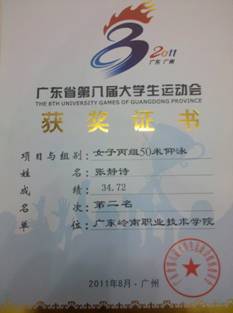 2011
广东 广州
广东省第八届大学生运动会
THE 8TH UNIVERSITY GAMES OF GUANGDONG PROVINCE
获奖证书
项目与组别：女子丙组50米仰泳
姓名：张静诗
成绩：34.72
名次：第二名
单位：广东岭南职业技术学院
2011年8月·广州